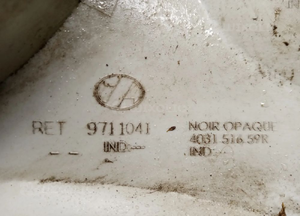 RET 9711041
IND:--
NOIR OPAQUE
4031 516 59R
IND:--